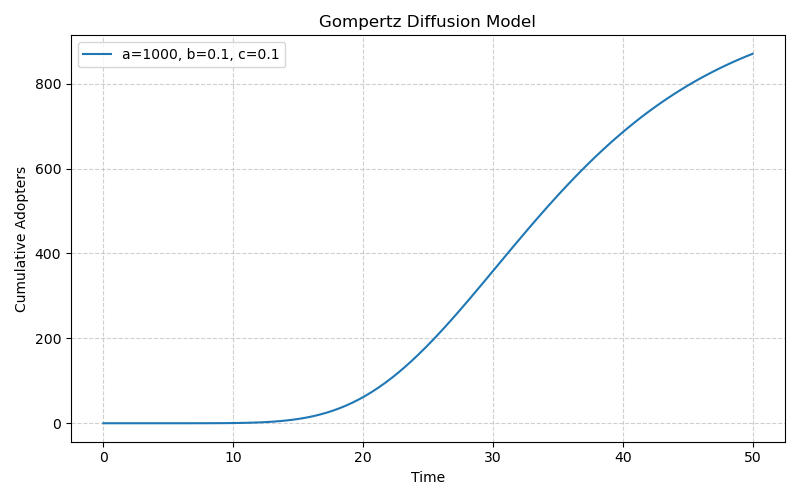 Gompertz Diffusion Model
a=1000, b=0.1, c=0.1
Cumulative Adopters
800
600
400
200
0
0 10 20 30 40 50
Time